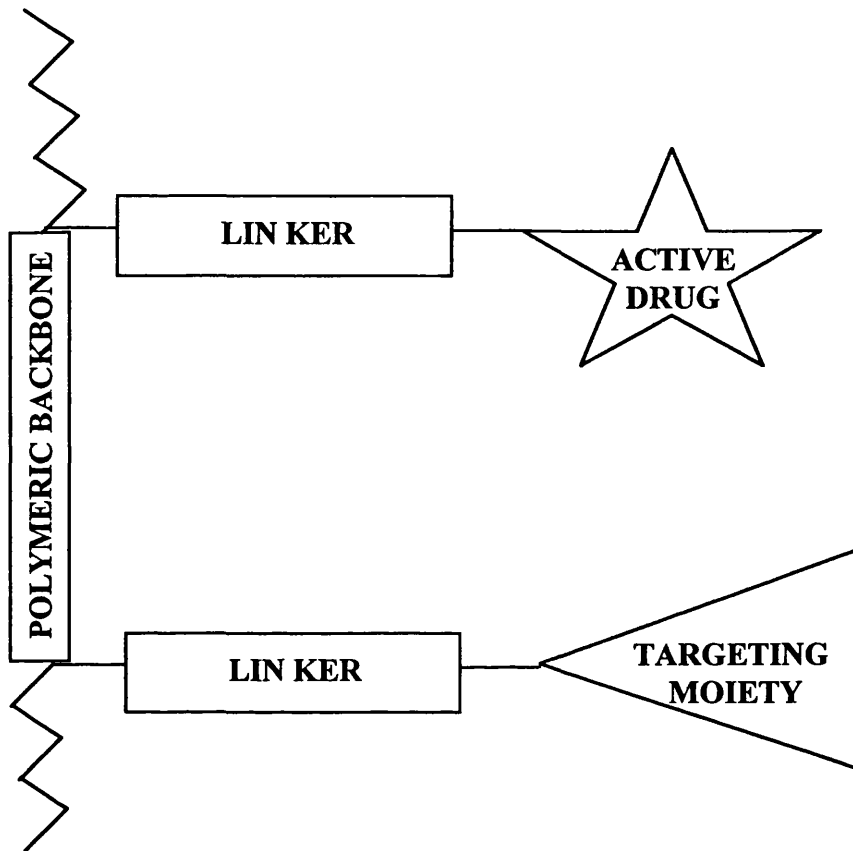 LIN KER
ACTIVE
DRUG
POLYMERIC BACKBONE
LIN KER
TARGETING
MOIETY